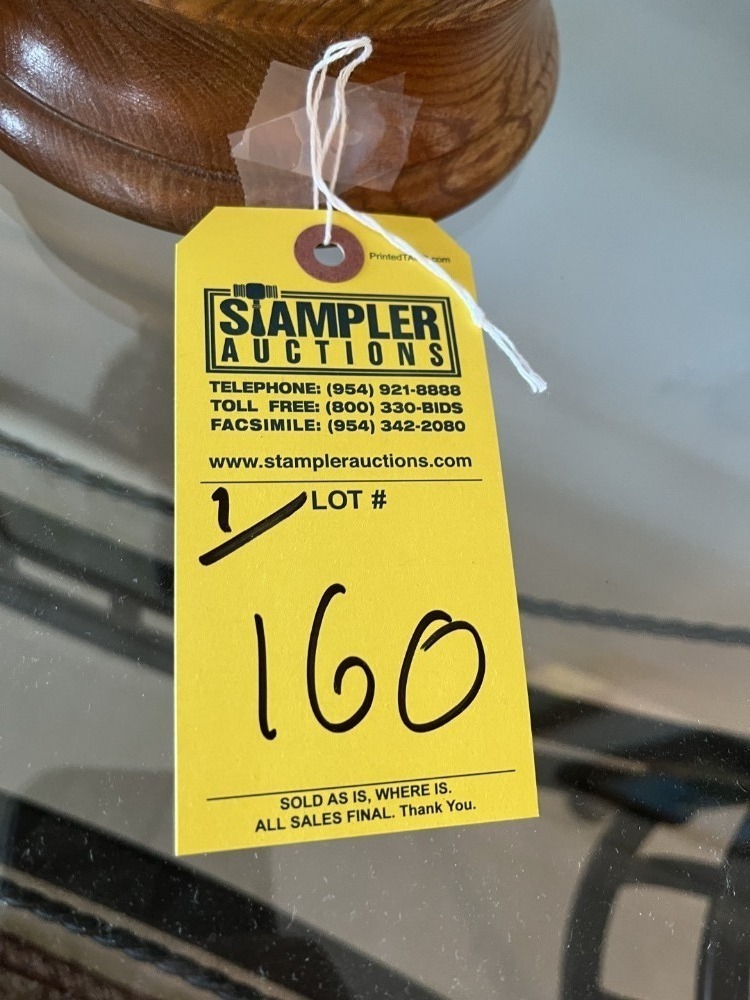 STAMPLER
AUCTIONS
TELEPHONE: (954) 921-8888
TOLL FREE: (800) 330-BIDS
FACSIMILE: (954) 342-2080
www.stamplerauctions.com
1/ LOT #
160
SOLD AS IS, WHERE IS.
ALL SALES FINAL. Thank You.